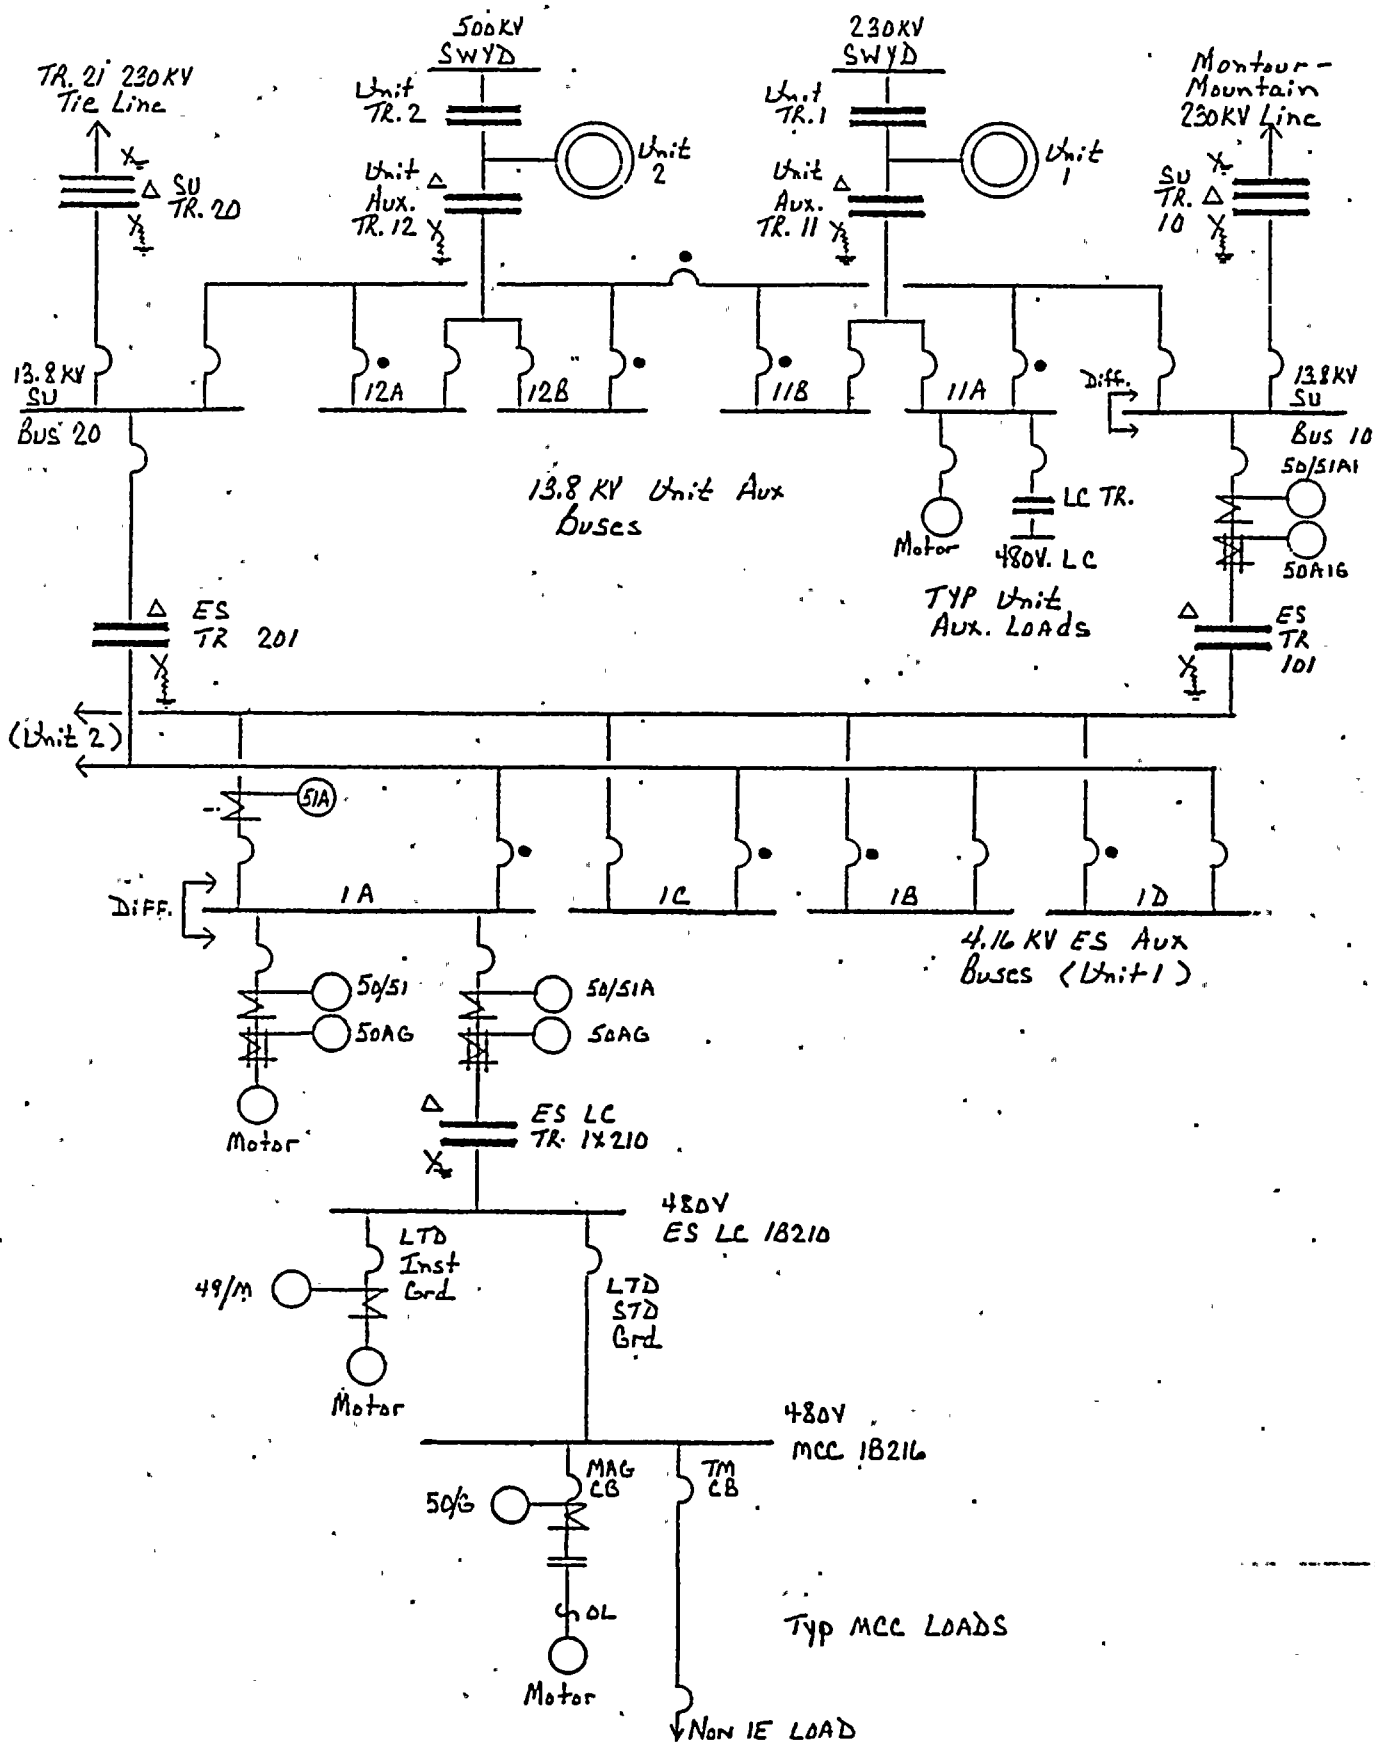 500KV
SWYD
230KV
SWYD
TR. 21 230KV
Tie Line
Montour-
Mountain
230KV Line
Unit
TR. 2
Unit
TR. 1
Unit
2
Unit
1
SU
TR. 20
Unit
Aux.
TR. 12
Unit
Aux.
TR. 11
SU
TR.
10
13.8KV
SU
Bus 20
12A
12B
11B
11A
Diff.
13.8KV
SU
Bus 10
13.8 KV Unit Aux
Buses
Motor
LC TR.
480V. LC
50/51A1
50A1G
TYP Unit
Aux. Loads
ES
TR 201
ES
TR
101
(Unit 2)
51A
Diff.
1A
1C
1B
1D
4.16 KV ES Aux
Buses (Unit 1)
50/51
50AG
50/51A
50AG
Motor
ES LC
TR. 1X210
480V
ES LC 1B210
LTD
Inst
Grd
49/M
LTD
STD
Grd
Motor
480V
MCC 1B216
MAG
CB
TM
CB
50/G
OL
Motor
Typ MCC LOADS
NON 1E LOAD